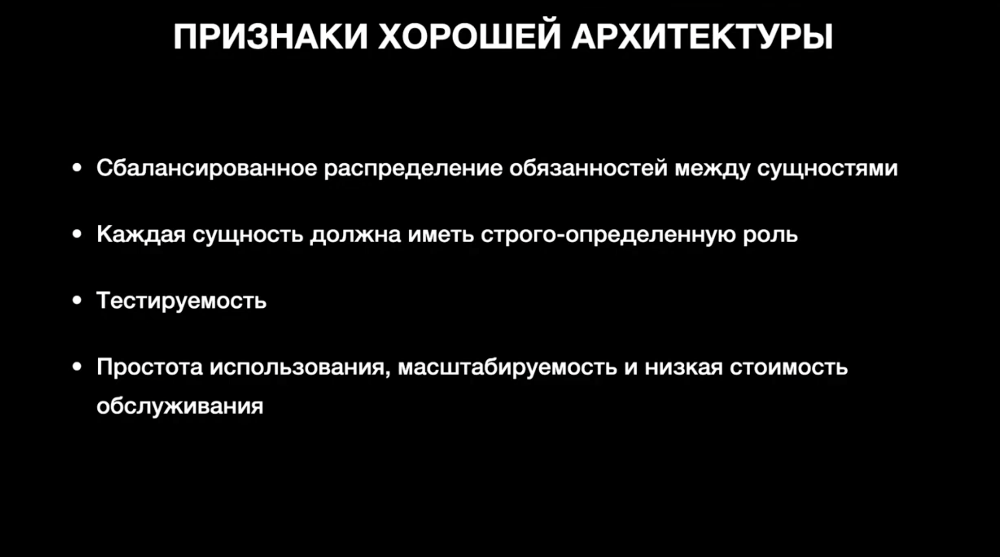 ПРИЗНАКИ ХОРОШЕЙ АРХИТЕКТУРЫ
• Сбалансированное распределение обязанностей между сущностями
• Каждая сущность должна иметь строго-определенную роль
• Тестируемость
• Простота использования, масштабируемость и низкая стоимость
обслуживания